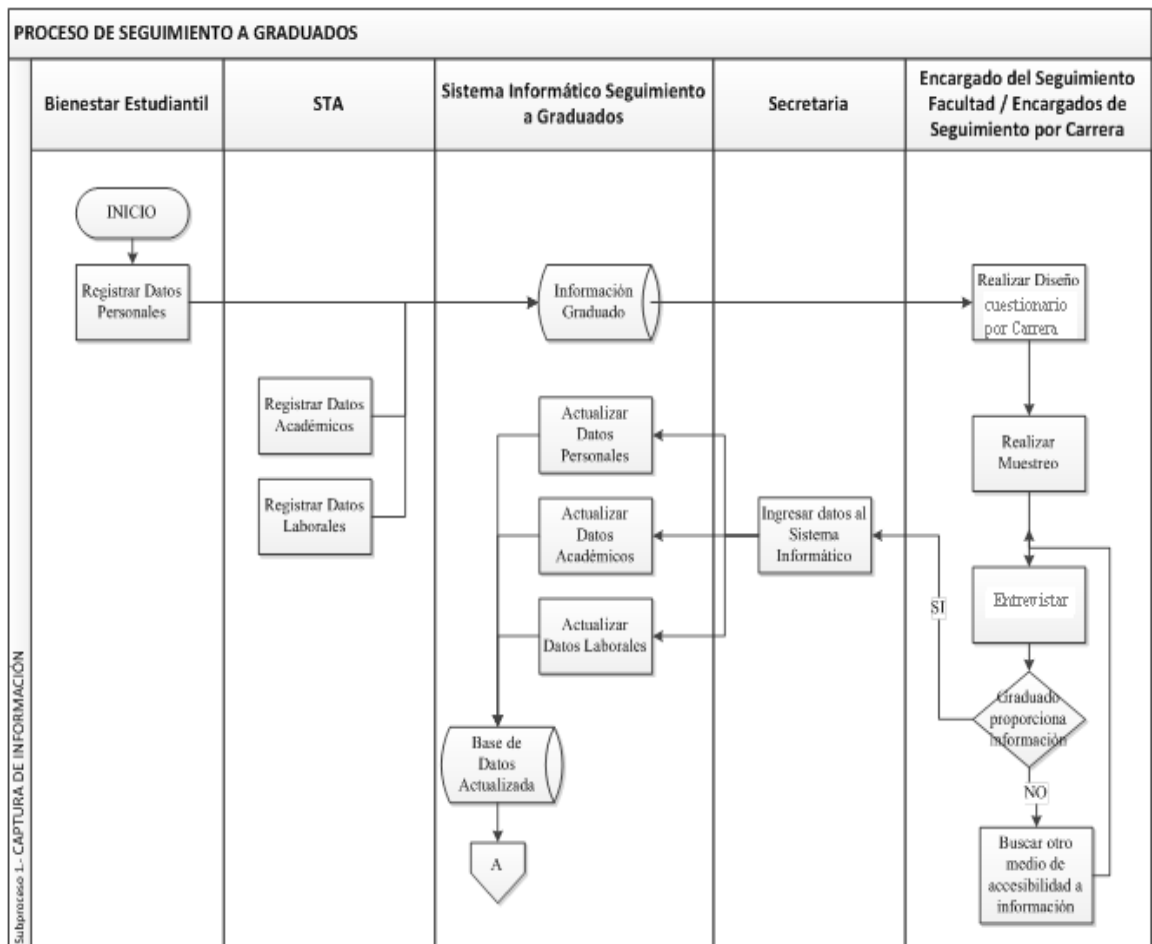 PROCESO DE SEGUIMIENTO A GRADUADOS
Subproceso 1.- CAPTURA DE INFORMACIÓN
Bienestar Estudiantil
STA
Sistema Informático Seguimiento
a Graduados
Secretaria
Encargado del Seguimiento
Facultad / Encargados de
Seguimiento por Carrera
INICIO
Registrar Datos
Personales
Registrar Datos
Académicos
Registrar Datos
Laborales
Información
Graduado
Actualizar
Datos
Personales
Actualizar
Datos
Académicos
Actualizar
Datos Laborales
Base de
Datos
Actualizada
A
Ingresar datos al
Sistema
Informático
Realizar Diseño
cuestionario
por Carrera
Realizar
Muestreo
Entrevistar
SI
Graduado
proporciona
información
NO
Buscar otro
medio de
accesibilidad a
información